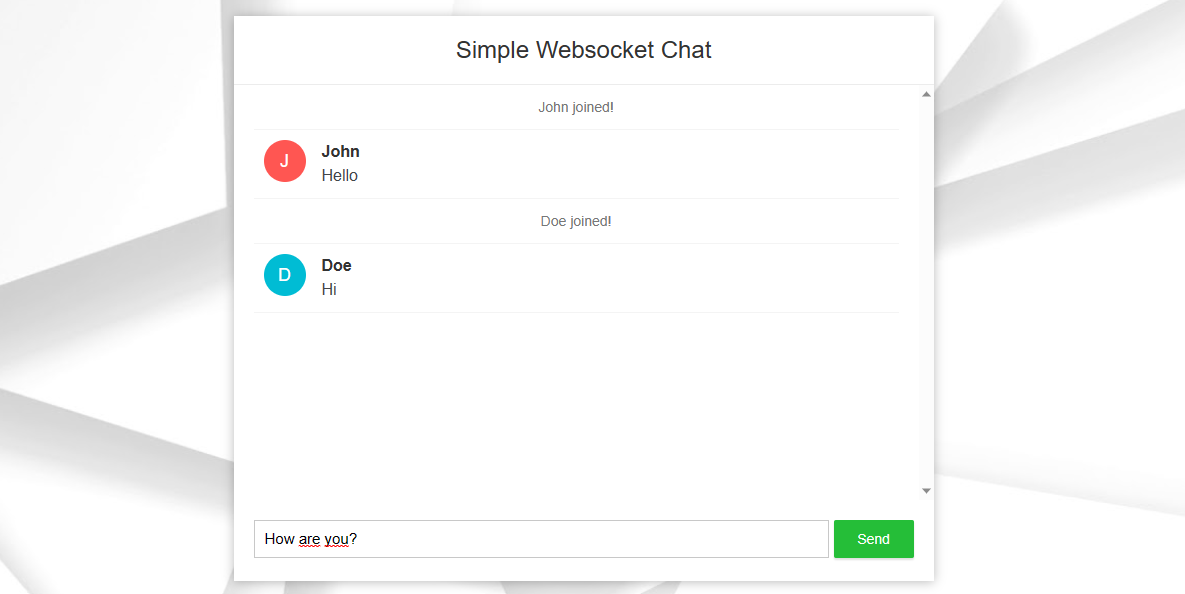 Simple Websocket Chat
John joined!
J
John
Hello
Doe joined!
D
Doe
Hi
How are you?
Send